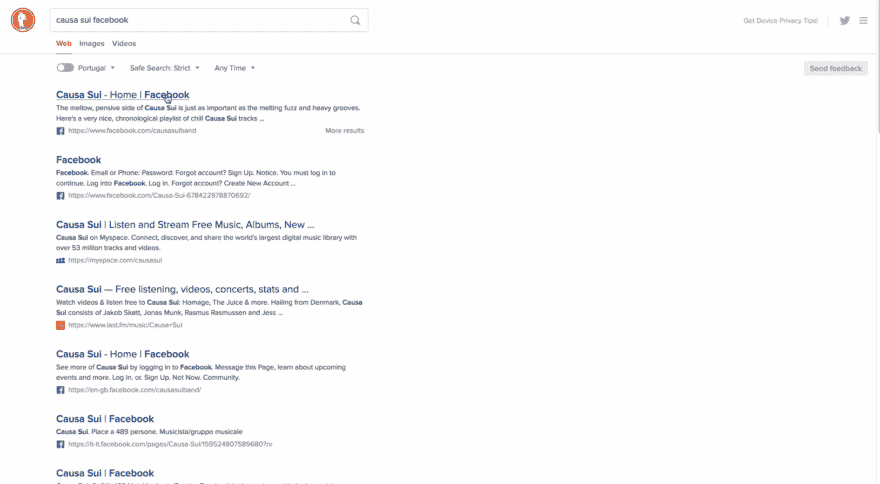 causa sui facebook
Get Device Privacy Tips!
Web Images Videos
Portugal Safe Search: Strict Any Time
Send feedback
Causa Sui - Home | Facebook
The mellow, pensive side of Causa Sui is just as important as the melting fuzz and heavy grooves.
Here's a very nice, chronological playlist of chill Causa Sui tracks ...
https://www.facebook.com/causasuiband
More results
Facebook
Facebook. Email or Phone: Password: Forgot account? Sign Up. Notice. You must log in to
continue. Log into Facebook. Log In. Forgot account? Create New Account ...
https://www.facebook.com/Causa-Sui-678422978870692/
Causa Sui | Listen and Stream Free Music, Albums, New ...
Causa Sui on Myspace. Connect, discover, and share the world's largest digital music library with
over 53 million tracks and videos.
https://myspace.com/causasui
Causa Sui — Free listening, videos, concerts, stats and ...
Watch videos & listen free to Causa Sui: Homage, The Juice & more. Hailing from Denmark, Causa
Sui consists of Jakob Skøtt, Jonas Munk, Rasmus Rasmussen and Jess ...
https://www.last.fm/music/Causa+Sui
Causa Sui - Home | Facebook
See more of Causa Sui by logging in to Facebook. Message this Page, learn about upcoming
events and more. Log In. or. Sign Up. Not Now. Community.
https://en-gb.facebook.com/causasuiband/
Causa Sui | Facebook
Causa Sui. Place a 489 persone. Musicista/gruppo musicale
https://it-it.facebook.com/pages/Causa-Sui/159524807589680?nr
Causa Sui | Facebook